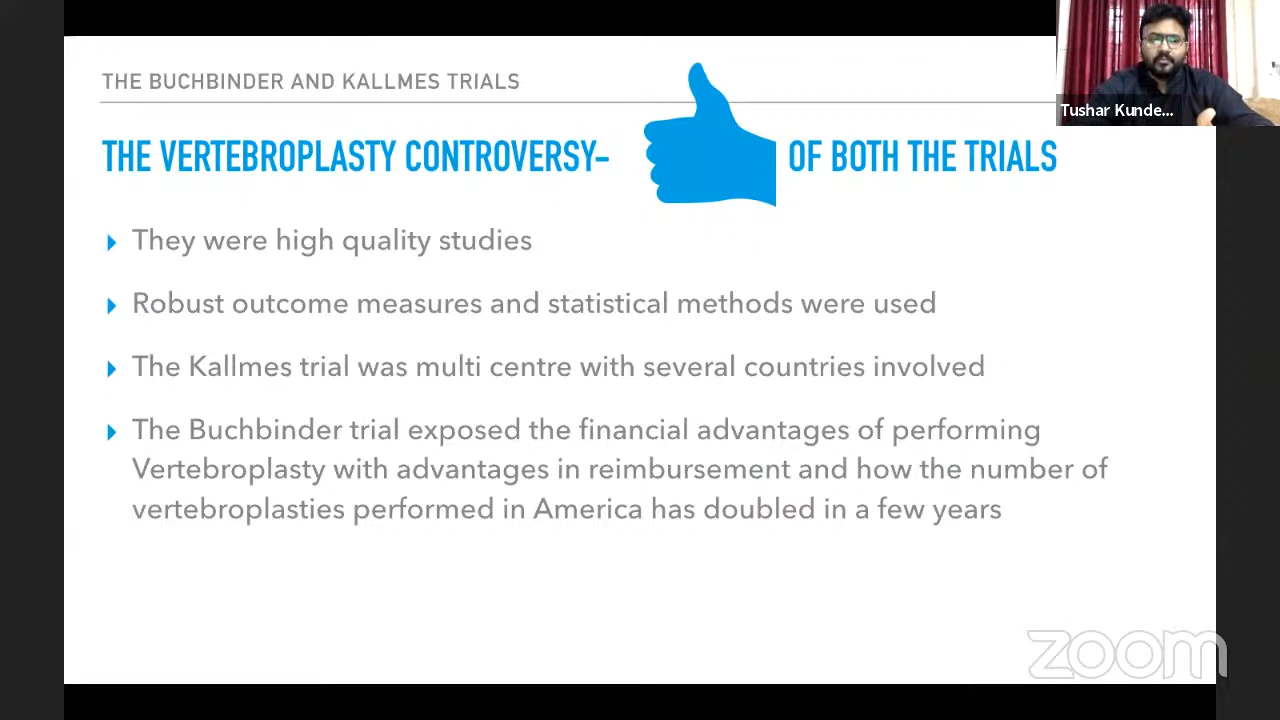 THE BUCHBINDER AND KALLMES TRIALS
THE VERTEBROPLASTY CONTROVERSY- OF BOTH THE TRIALS
They were high quality studies
Robust outcome measures and statistical methods were used
The Kallmes trial was multi centre with several countries involved
The Buchbinder trial exposed the financial advantages of performing
Vertebroplasty with advantages in reimbursement and how the number of
vertebroplasties performed in America has doubled in a few years
Tushar Kunde...
zoom